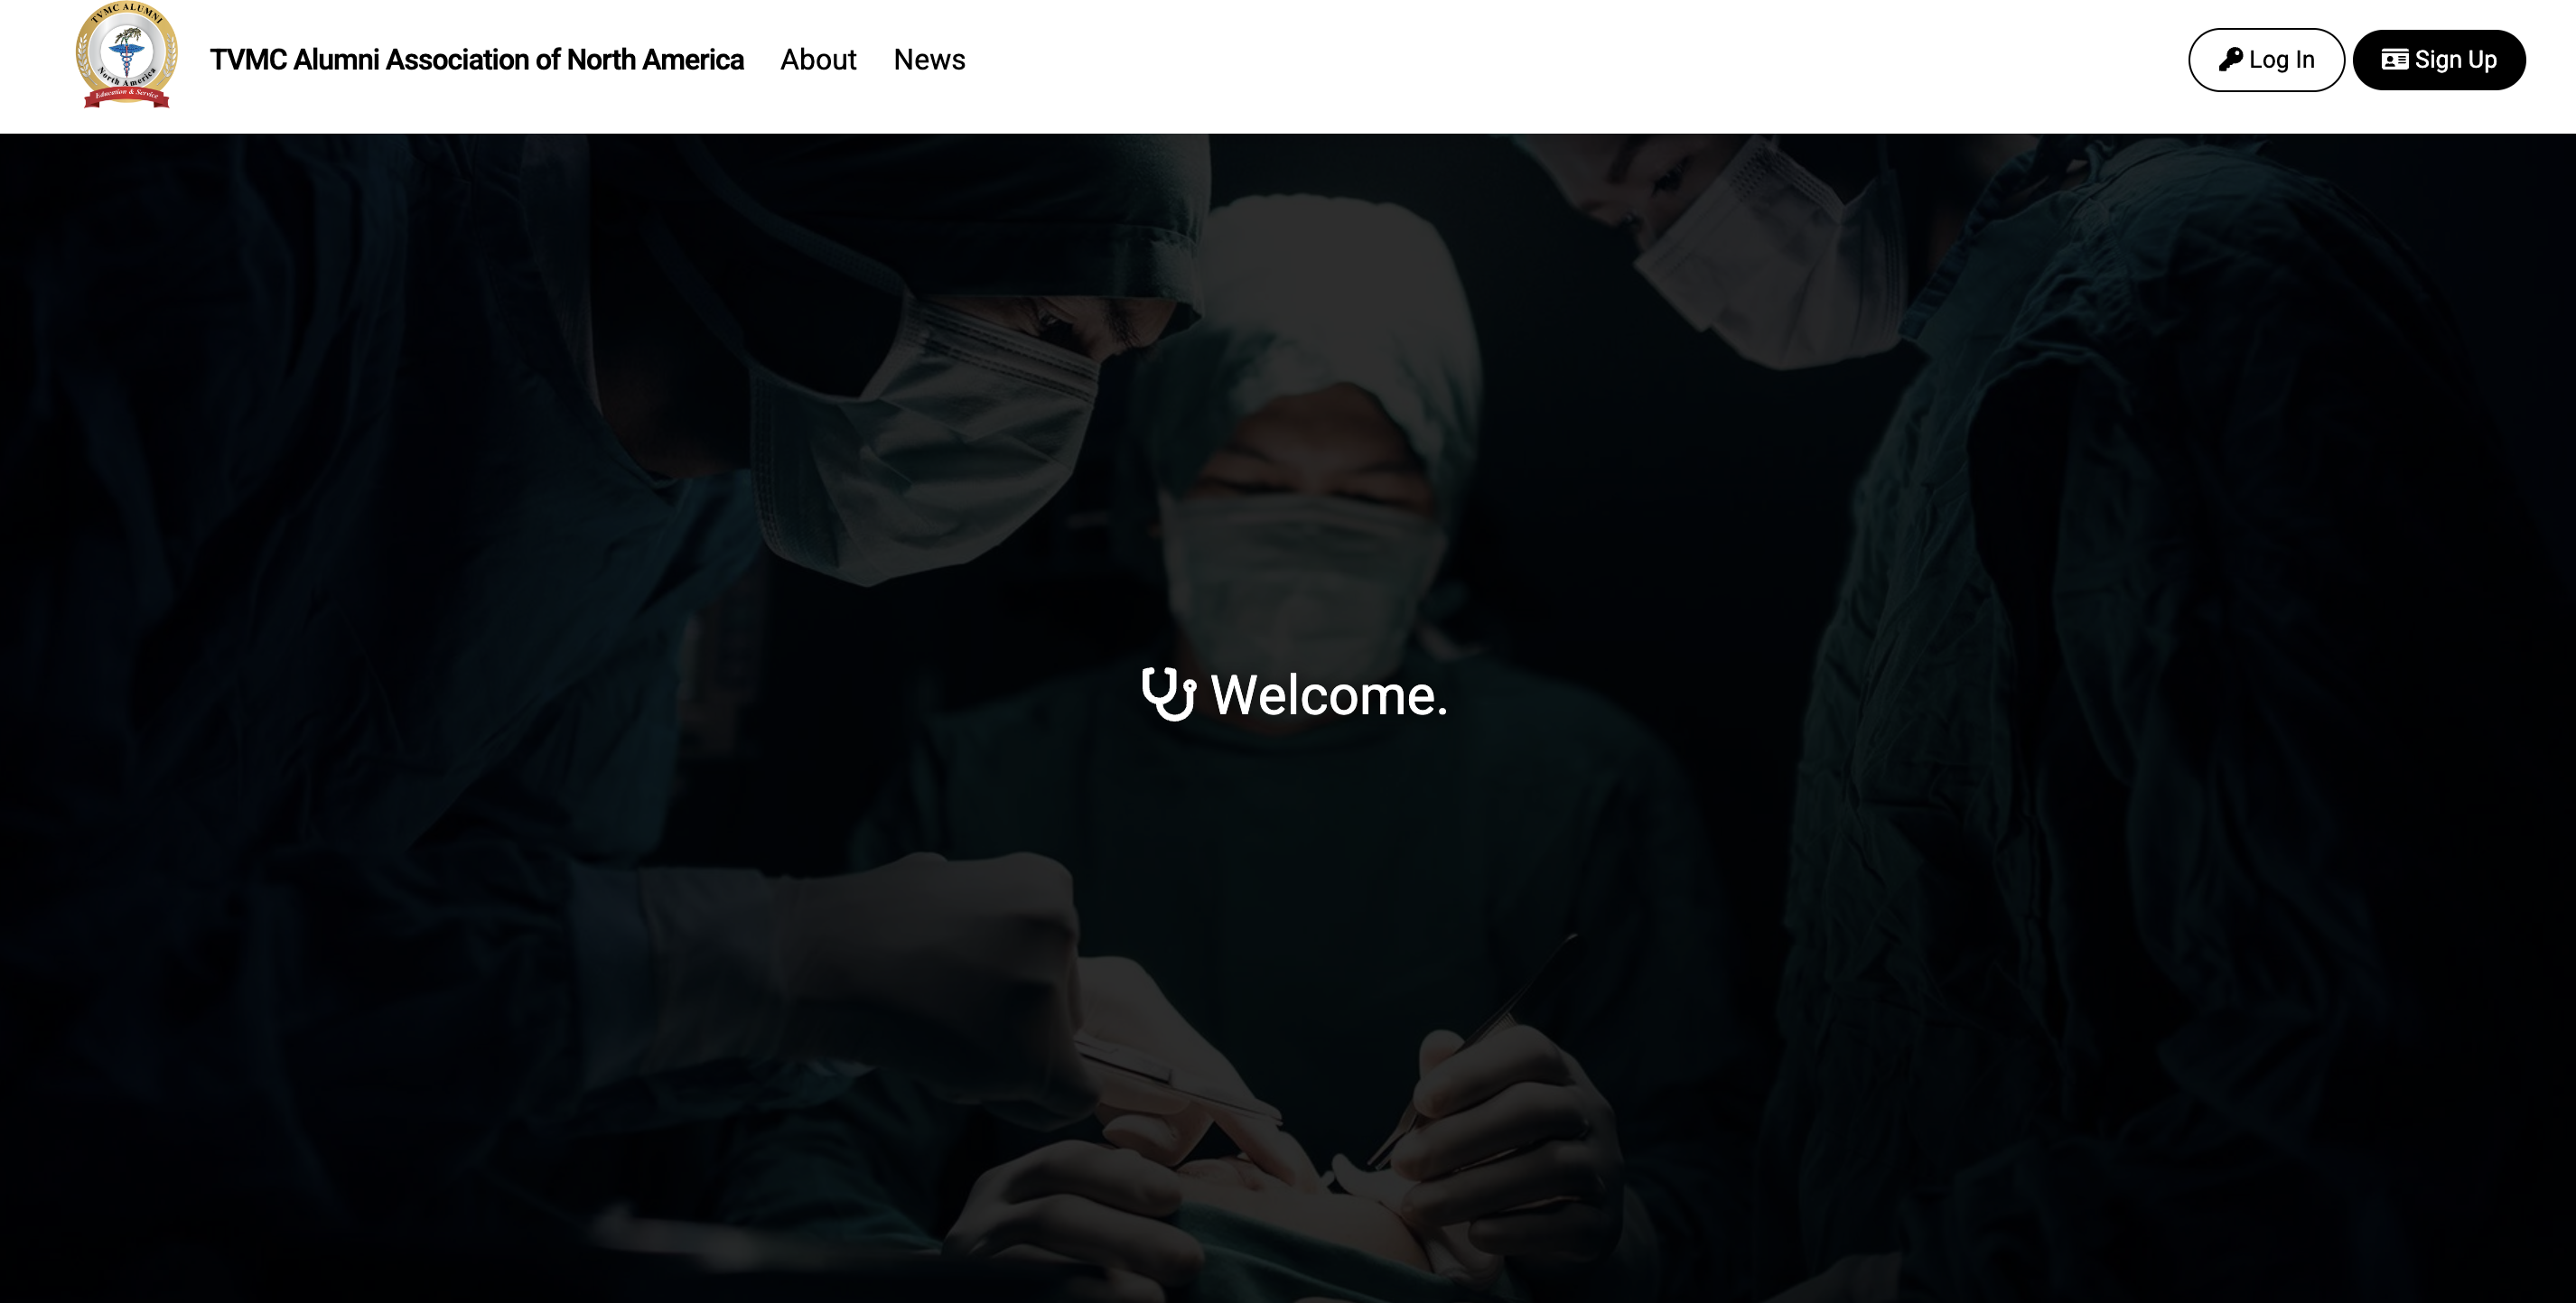 TVMC ALUMNI
North America
Education & Service
TVMC Alumni Association of North America
About
News
Log In
Sign Up
Welcome.